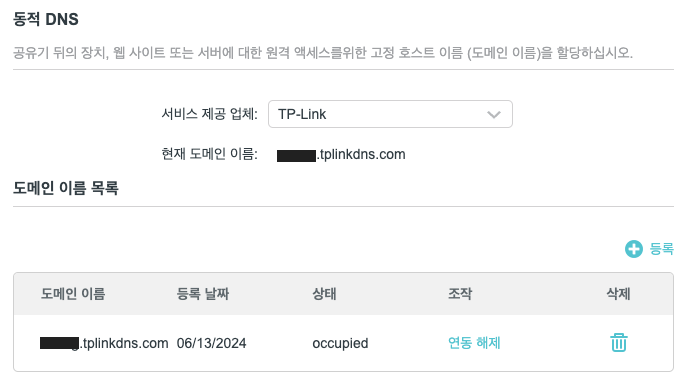 동적 DNS
공유기 뒤의 장치, 웹 사이트 또는 서버에 대한 원격 액세스를위한 고정 호스트 이름 (도메인 이름)을 할당하십시오.
서비스 제공 업체: TP-Link
현재 도메인 이름: .tplinkdns.com
도메인 이름 목록
등록
도메인 이름 등록 날짜 상태 조작 삭제
.tplinkdns.com 06/13/2024 occupied 연동 해제